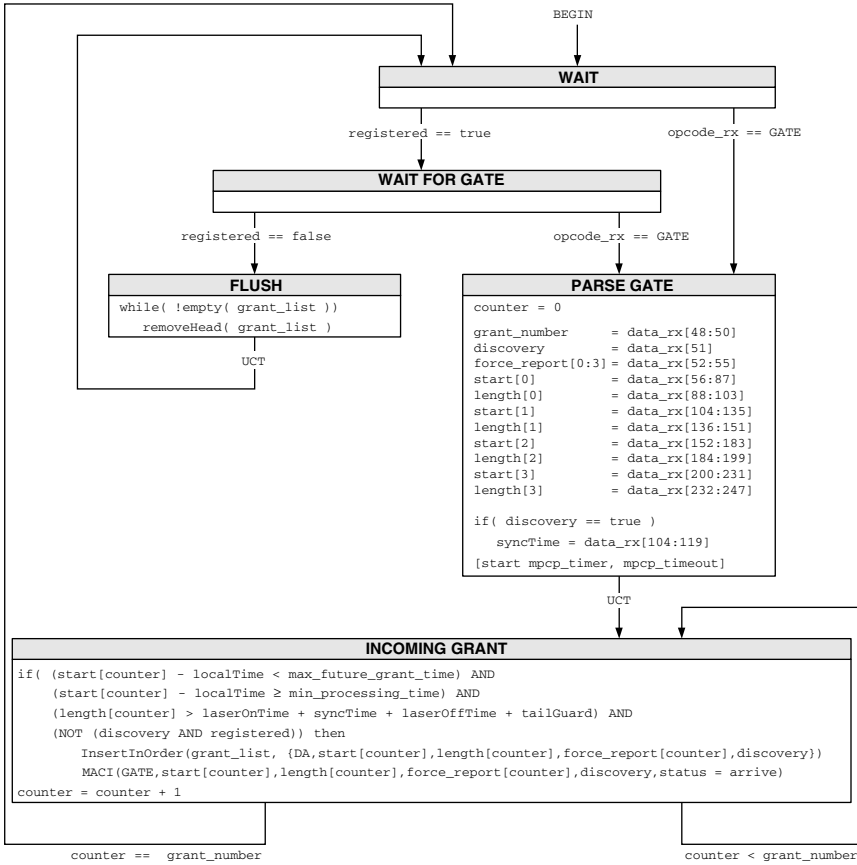 BEGIN
WAIT
registered == true
opcode_rx == GATE
WAIT FOR GATE
registered == false
opcode_rx == GATE
FLUSH
while( !empty( grant_list ))
removeHead( grant_list )
UCT
PARSE GATE
counter = 0
grant_number = data_rx[48:50]
discovery = data_rx[51]
force_report[0:3] = data_rx[52:55]
start[0] = data_rx[56:87]
length[0] = data_rx[88:103]
start[1] = data_rx[104:135]
length[1] = data_rx[136:151]
start[2] = data_rx[152:183]
length[2] = data_rx[184:199]
start[3] = data_rx[200:231]
length[3] = data_rx[232:247]
if( discovery == true )
syncTime = data_rx[104:119]
[start mpcp_timer, mpcp_timeout]
UCT
INCOMING GRANT
if( (start[counter] - localTime < max_future_grant_time) AND
(start[counter] - localTime ≥ min_processing_time) AND
(length[counter] > laserOnTime + syncTime + laserOffTime + tailGuard) AND
(NOT (discovery AND registered)) then
InsertInOrder(grant_list, {DA,start[counter],length[counter],force_report[counter],discovery})
MACI(GATE,start[counter],length[counter],force_report[counter],discovery,status = arrive)
counter = counter + 1
counter == grant_number
counter < grant_number